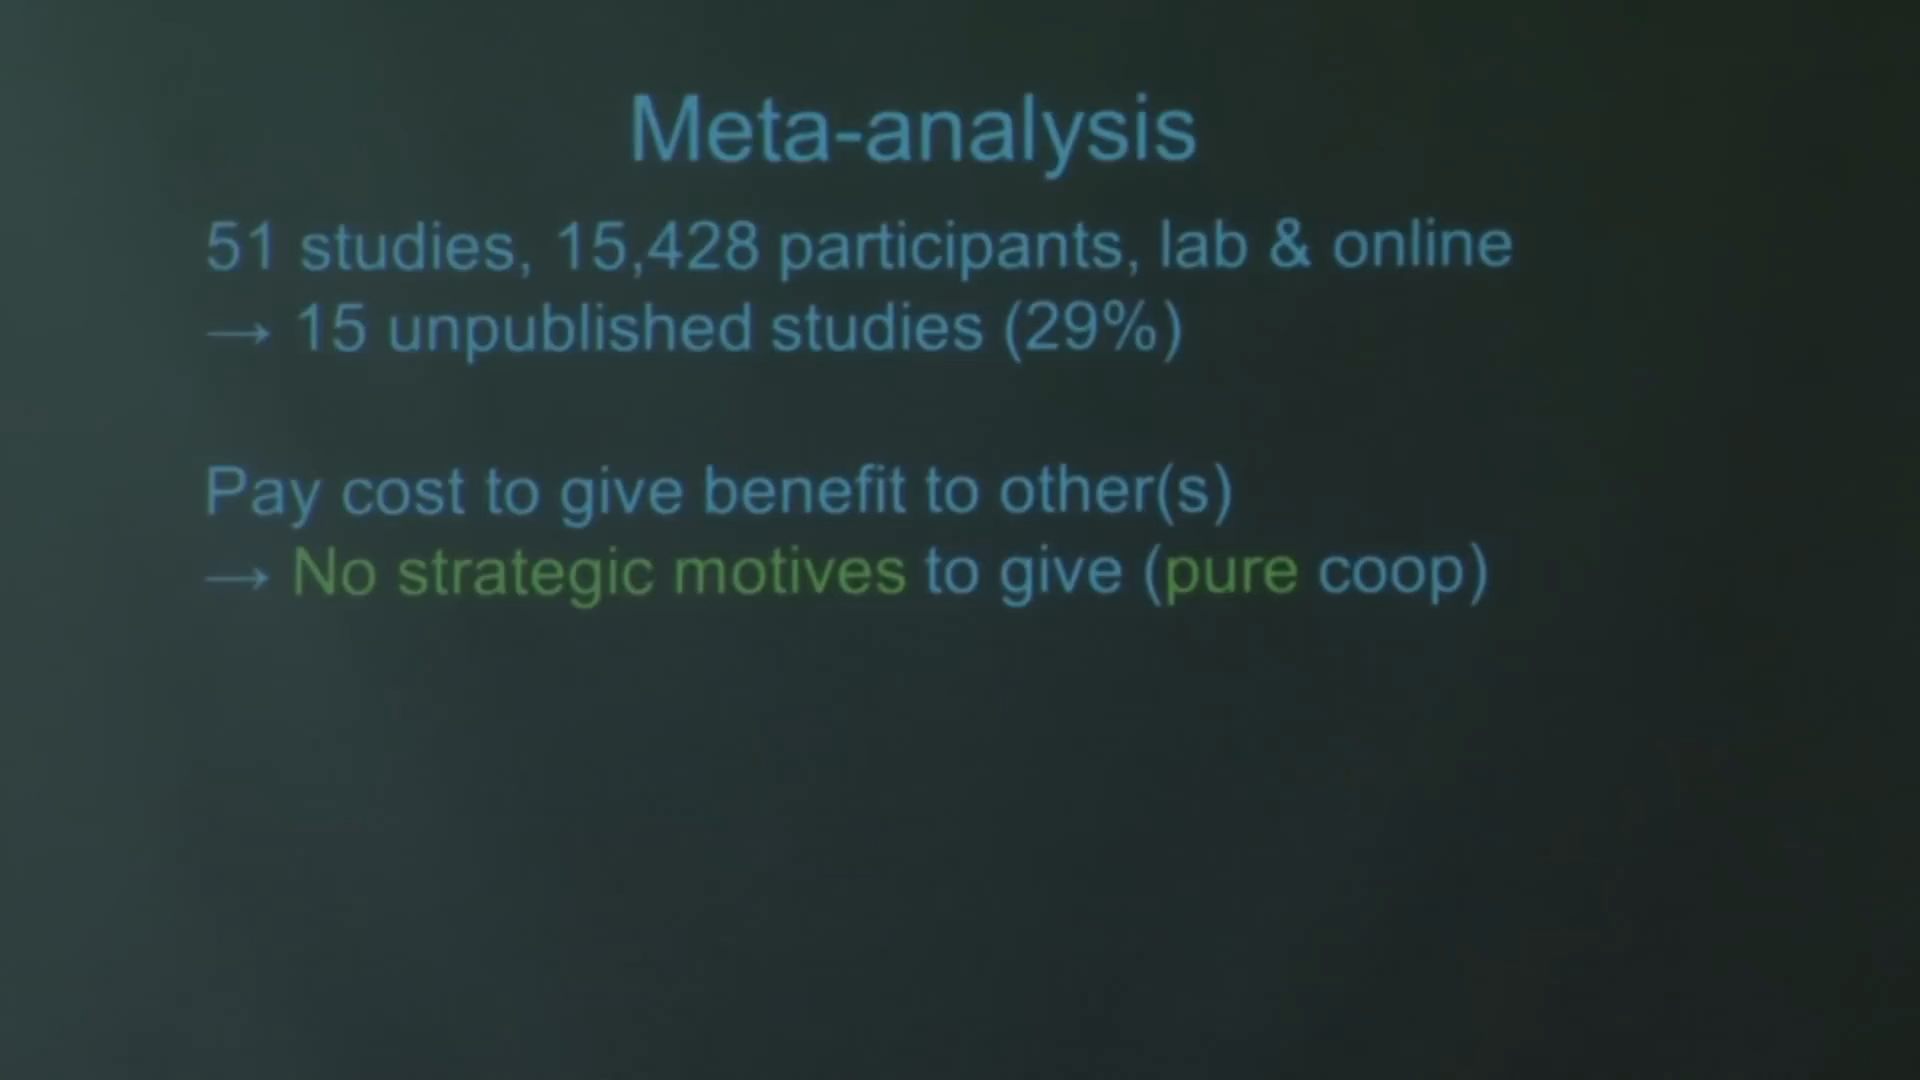 Meta-analysis
51 studies, 15,428 participants, lab & online
→ 15 unpublished studies (29%)
Pay cost to give benefit to other(s)
→ No strategic motives to give (pure coop)